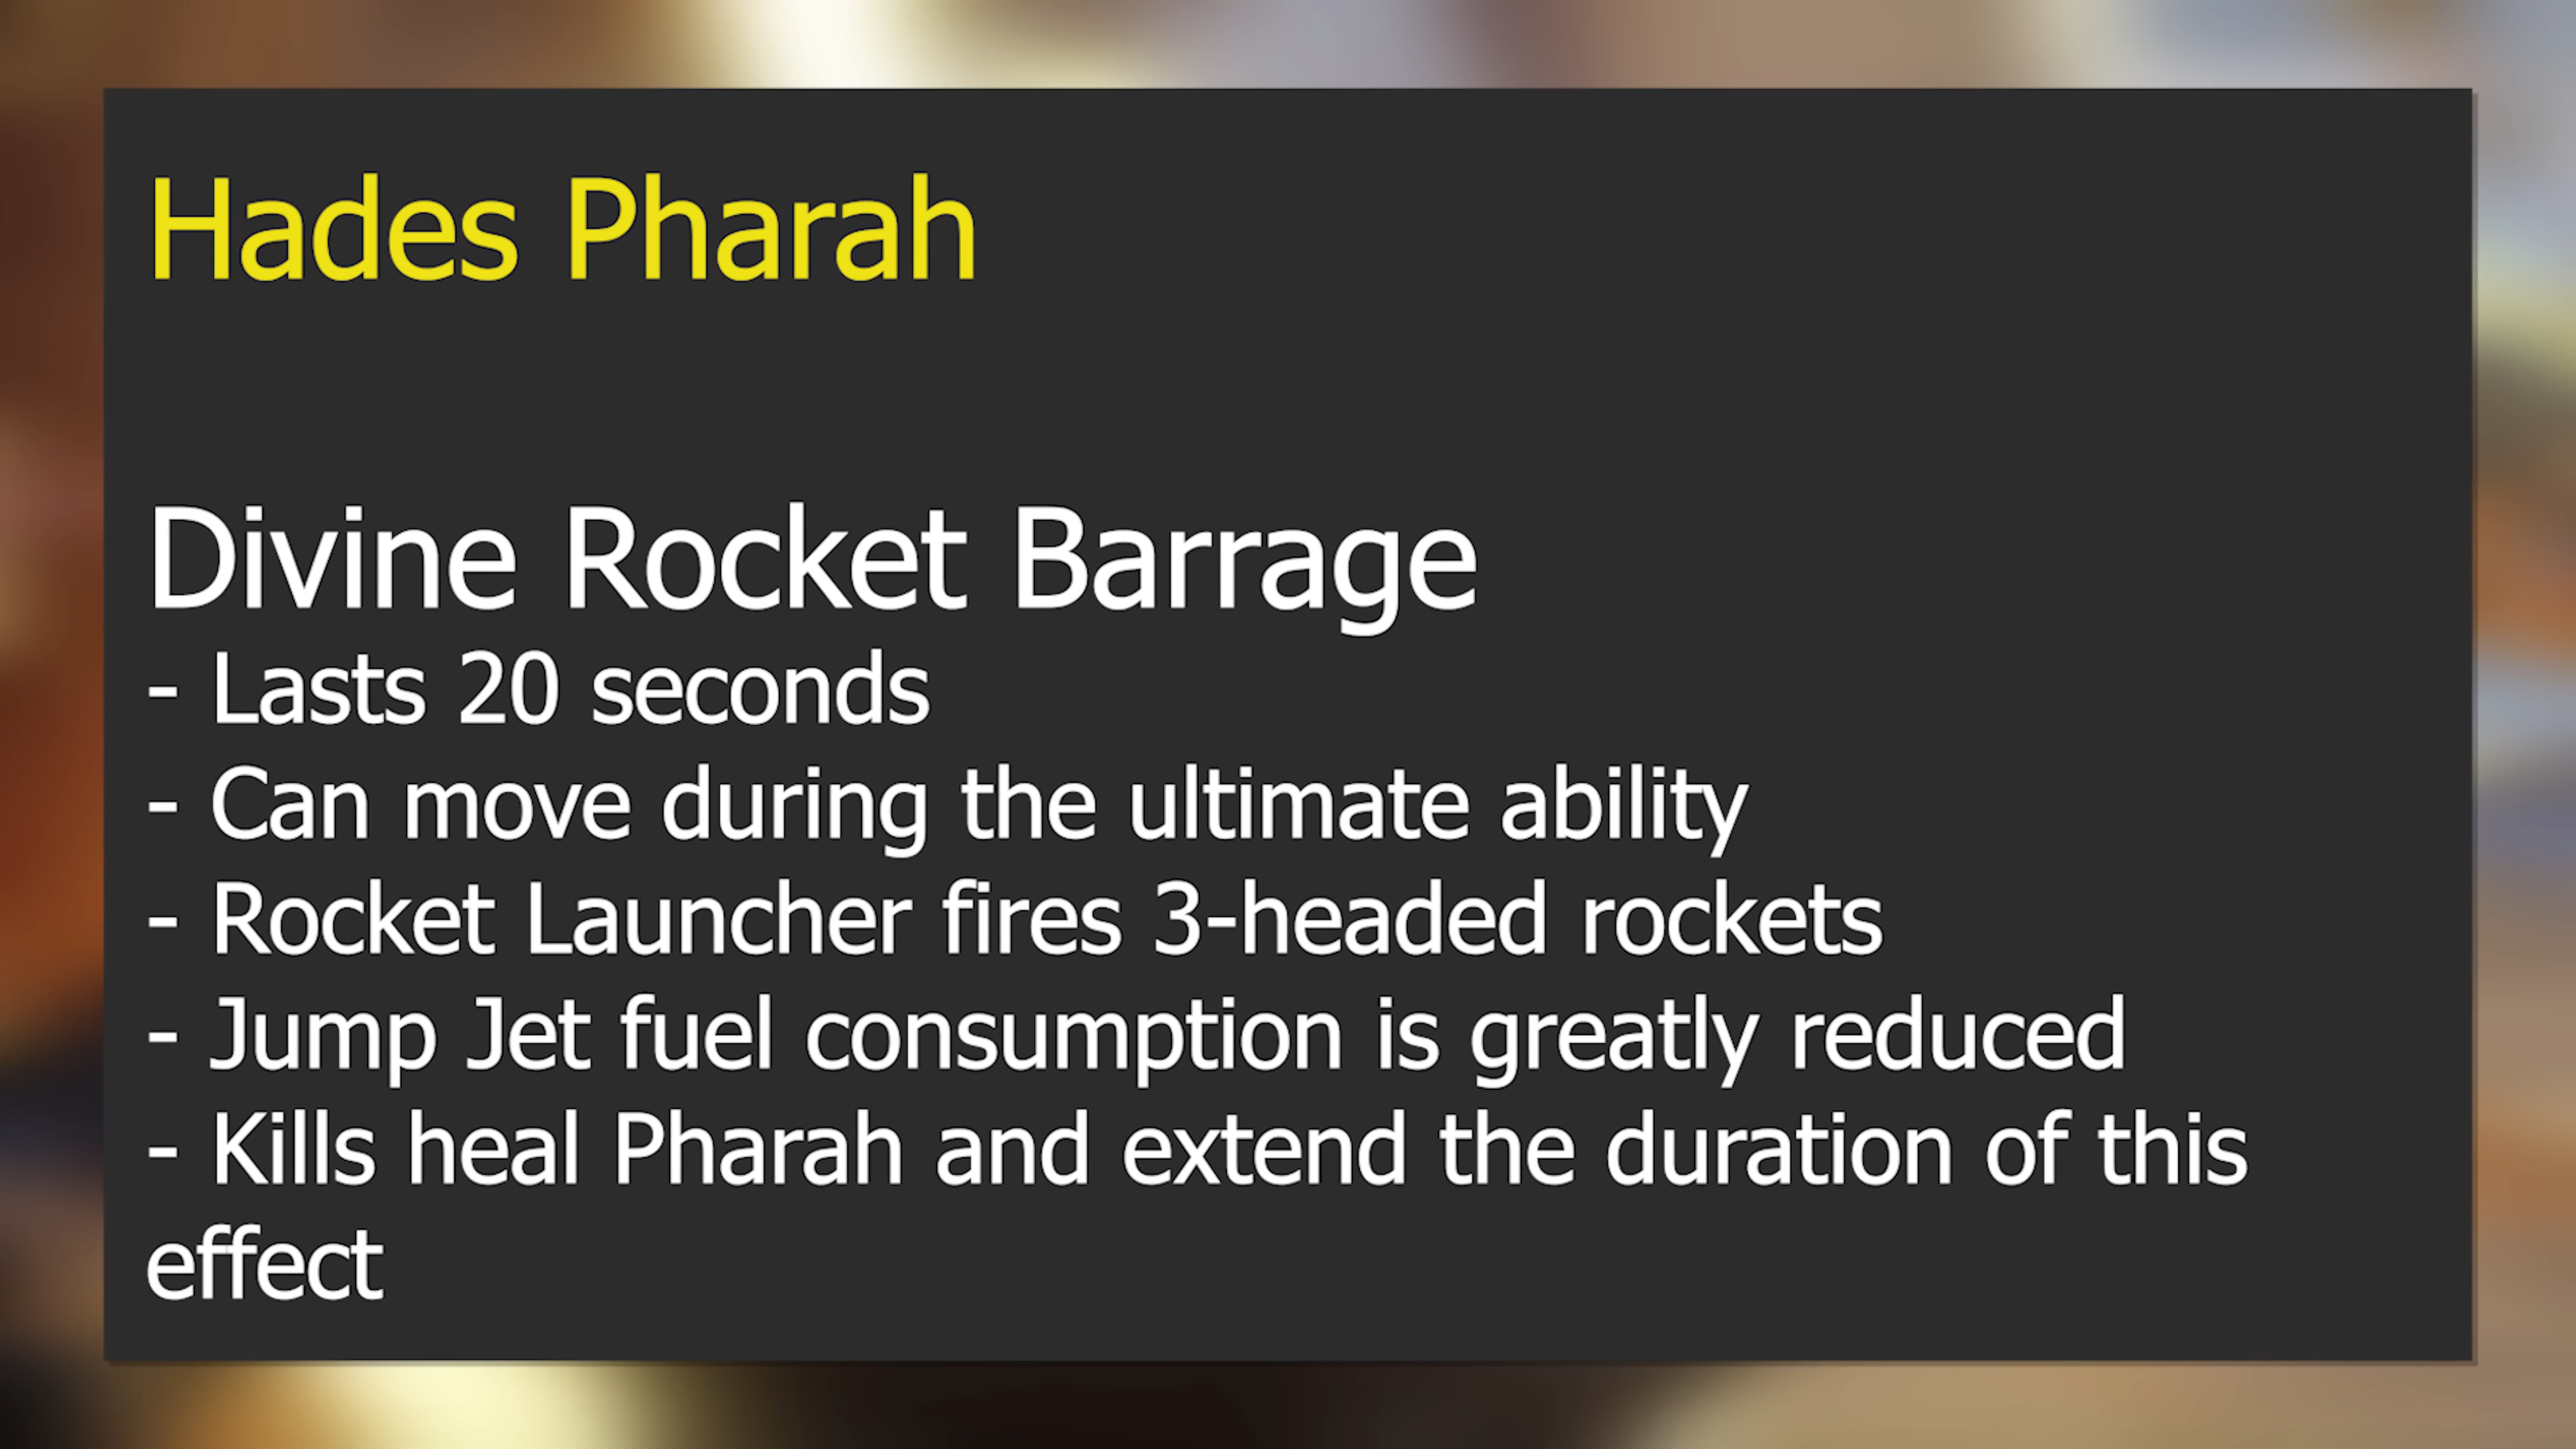 Hades Pharah
Divine Rocket Barrage
- Lasts 20 seconds
- Can move during the ultimate ability
- Rocket Launcher fires 3-headed rockets
- Jump Jet fuel consumption is greatly reduced
- Kills heal Pharah and extend the duration of this
effect